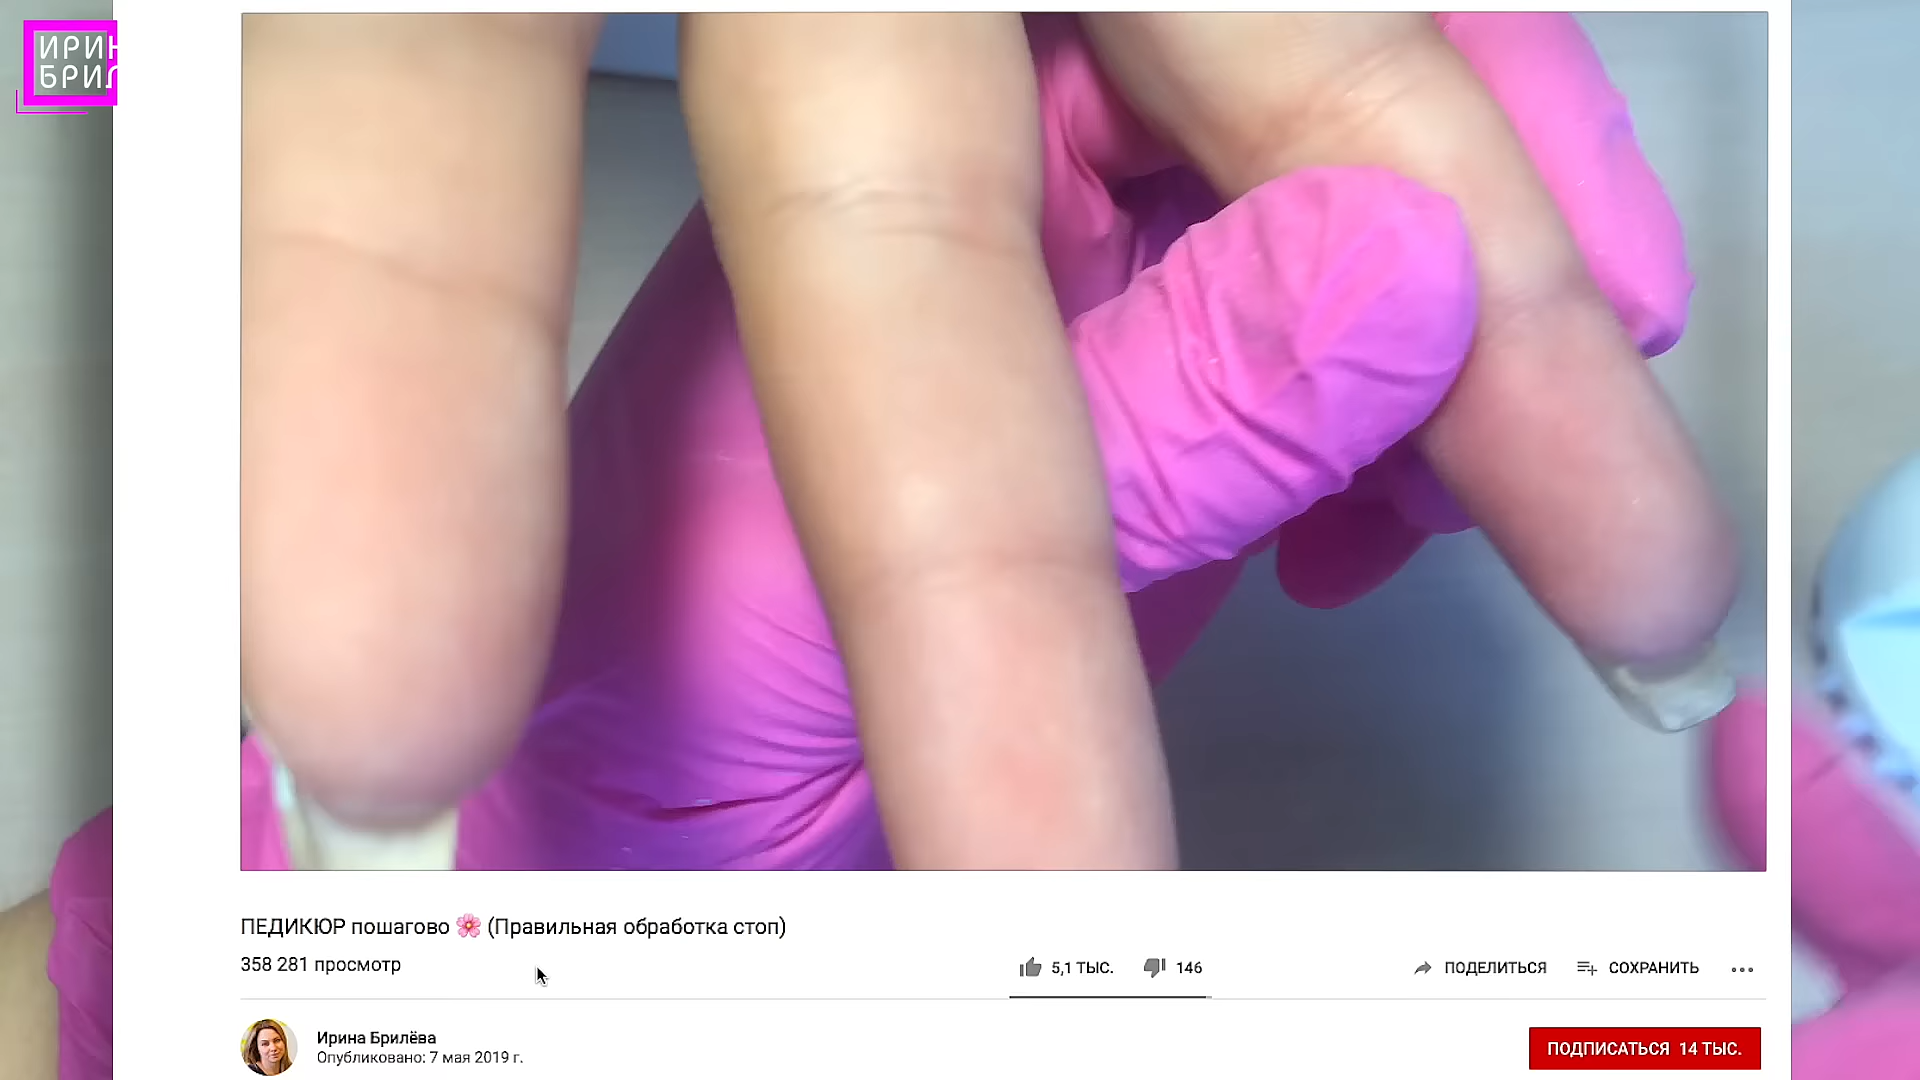 ИРИН
БРИЛ
ПЕДИКЮР пошагово 🌸 (Правильная обработка стоп)
358 281 просмотр
5,1 ТЫС.
146
ПОДЕЛИТЬСЯ
СОХРАНИТЬ
Ирина Брилёва
Опубликовано: 7 мая 2019 г.
ПОДПИСАТЬСЯ 14 ТЫС.